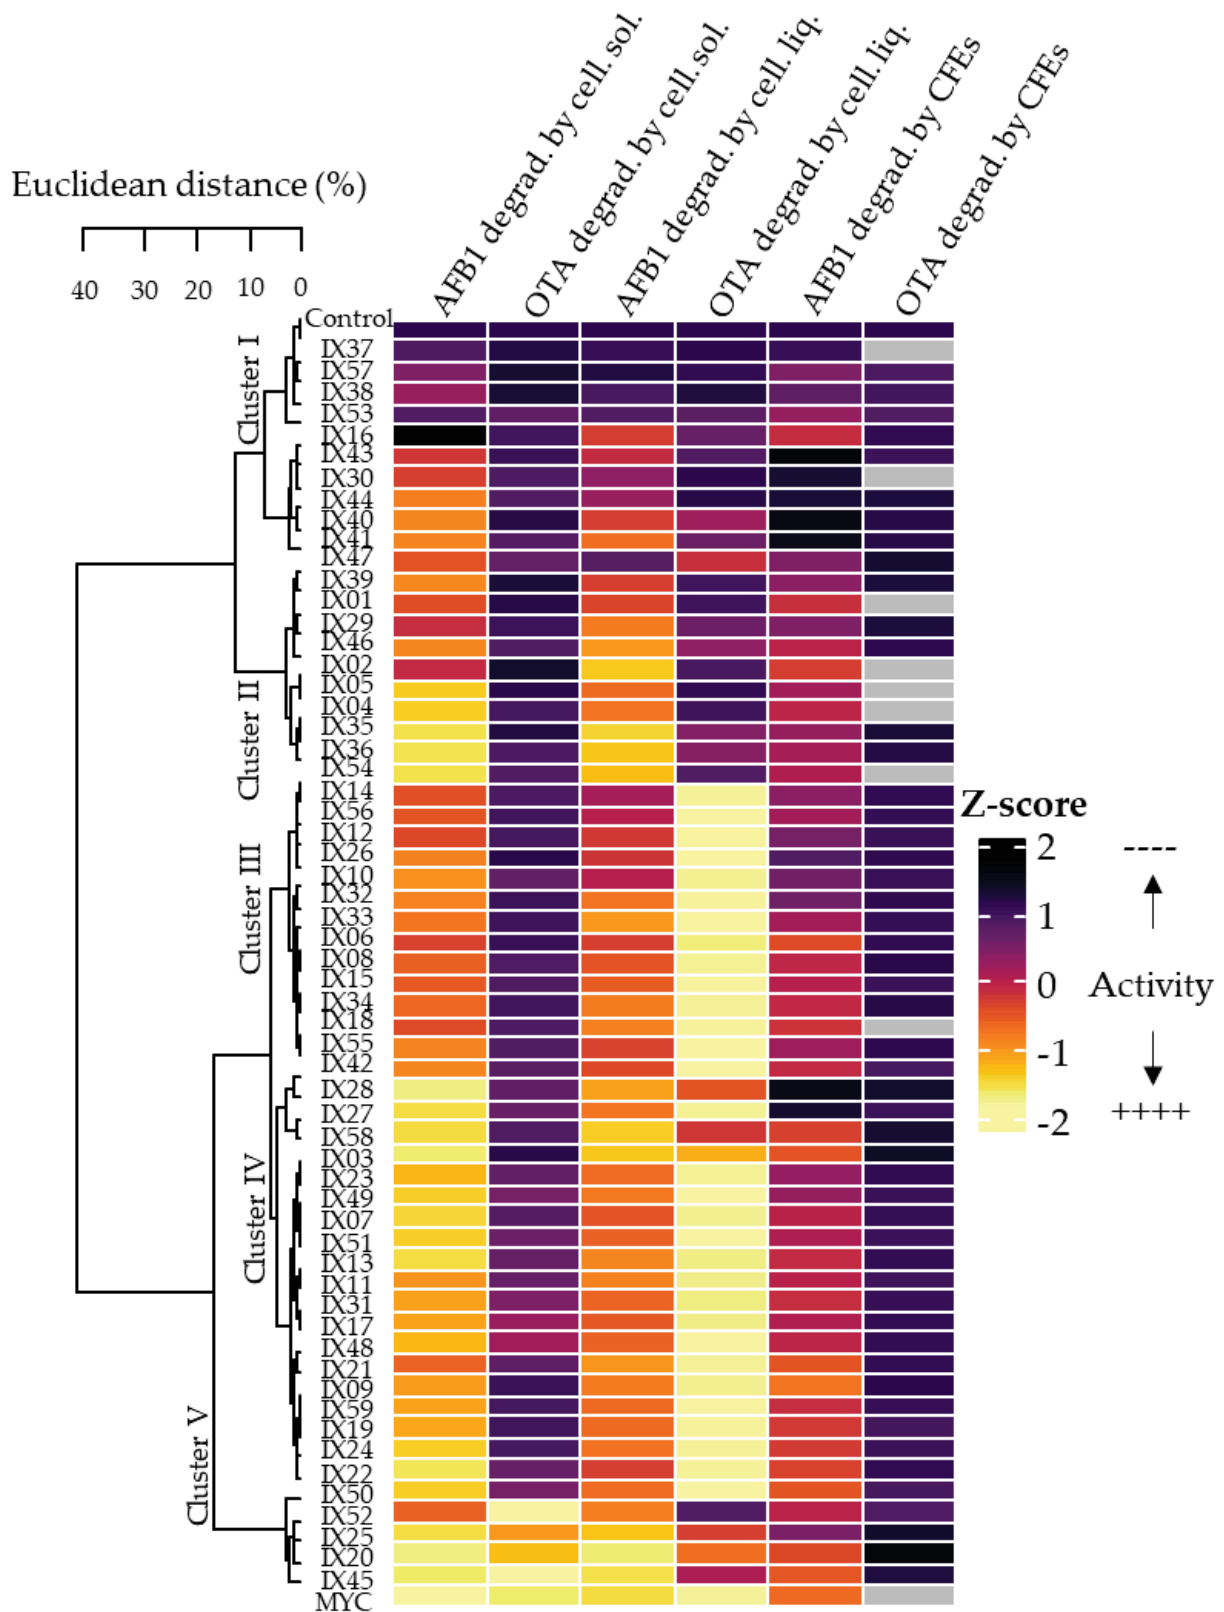 AFB1 degrad. by cell. sol.
OTA degrad. by cell. sol.
AFB1 degrad. by cell. liq.
OTA degrad. by cell. liq.
AFB1 degrad. by CFEs
OTA degrad. by CFEs
Euclidean distance (%)
40 30 20 10 0
Control
IX37
IX57
IX38
IX53
IX16
IX43
IX30
IX44
IX40
IX41
IX47
IX39
IX01
IX29
IX46
IX02
IX05
IX04
IX35
IX36
IX54
IX14
IX56
IX12
IX26
IX10
IX32
IX33
IX06
IX08
IX15
IX34
IX18
IX55
IX42
IX28
IX27
IX58
IX03
IX23
IX49
IX07
IX51
IX13
IX11
IX31
IX17
IX48
IX21
IX09
IX59
IX19
IX24
IX22
IX50
IX52
IX25
IX20
IX45
MYC
Cluster I
Cluster II
Cluster III
Cluster IV
Cluster V
Z-score
2 ----
1
0 Activity
-1
-2 ++++